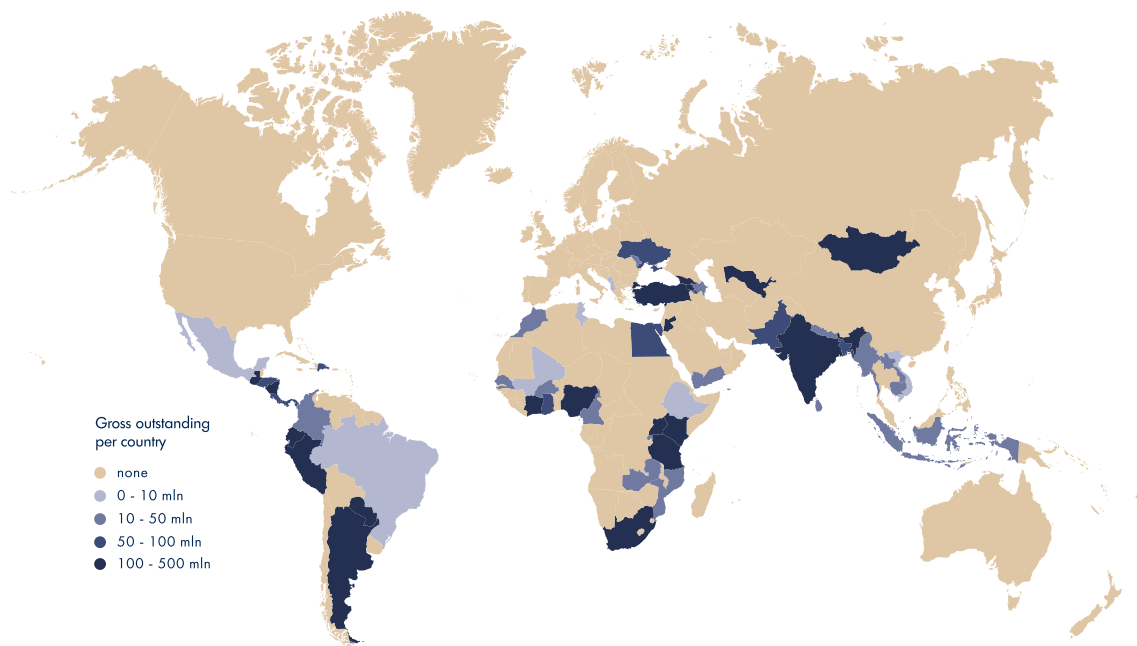 Gross outstanding
per country
none
0 - 10 mln
10 - 50 mln
50 - 100 mln
100 - 500 mln